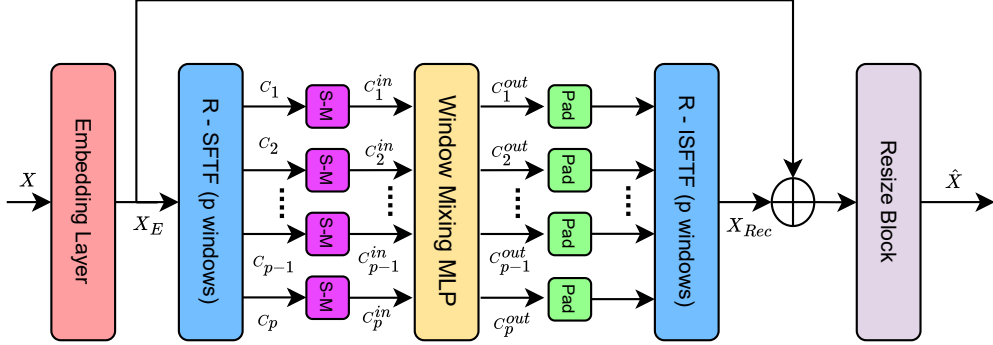 X
Embedding Layer
X_E
R - SFTF (p windows)
C_1
C_2
C_{p-1}
C_p
S-M
S-M
S-M
S-M
C_1^{in}
C_2^{in}
C_{p-1}^{in}
C_p^{in}
Window Mixing MLP
C_1^{out}
C_2^{out}
C_{p-1}^{out}
C_p^{out}
Pad
Pad
Pad
Pad
R - ISFTF (p windows)
X_{Rec}
Resize Block
X̂